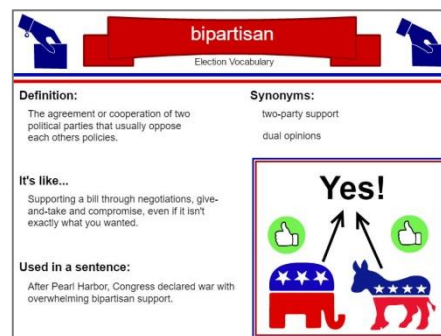 bipartisan
Election Vocabulary
Definition:
The agreement or cooperation of two
political parties that usually oppose
each others policies.
It's like...
Supporting a bill through negotiations, give-
and-take and compromise, even if it isn't
exactly what you wanted.
Used in a sentence:
After Pearl Harbor, Congress declared war with
overwhelming bipartisan support.
Synonyms:
two-party support
dual opinions
Yes!